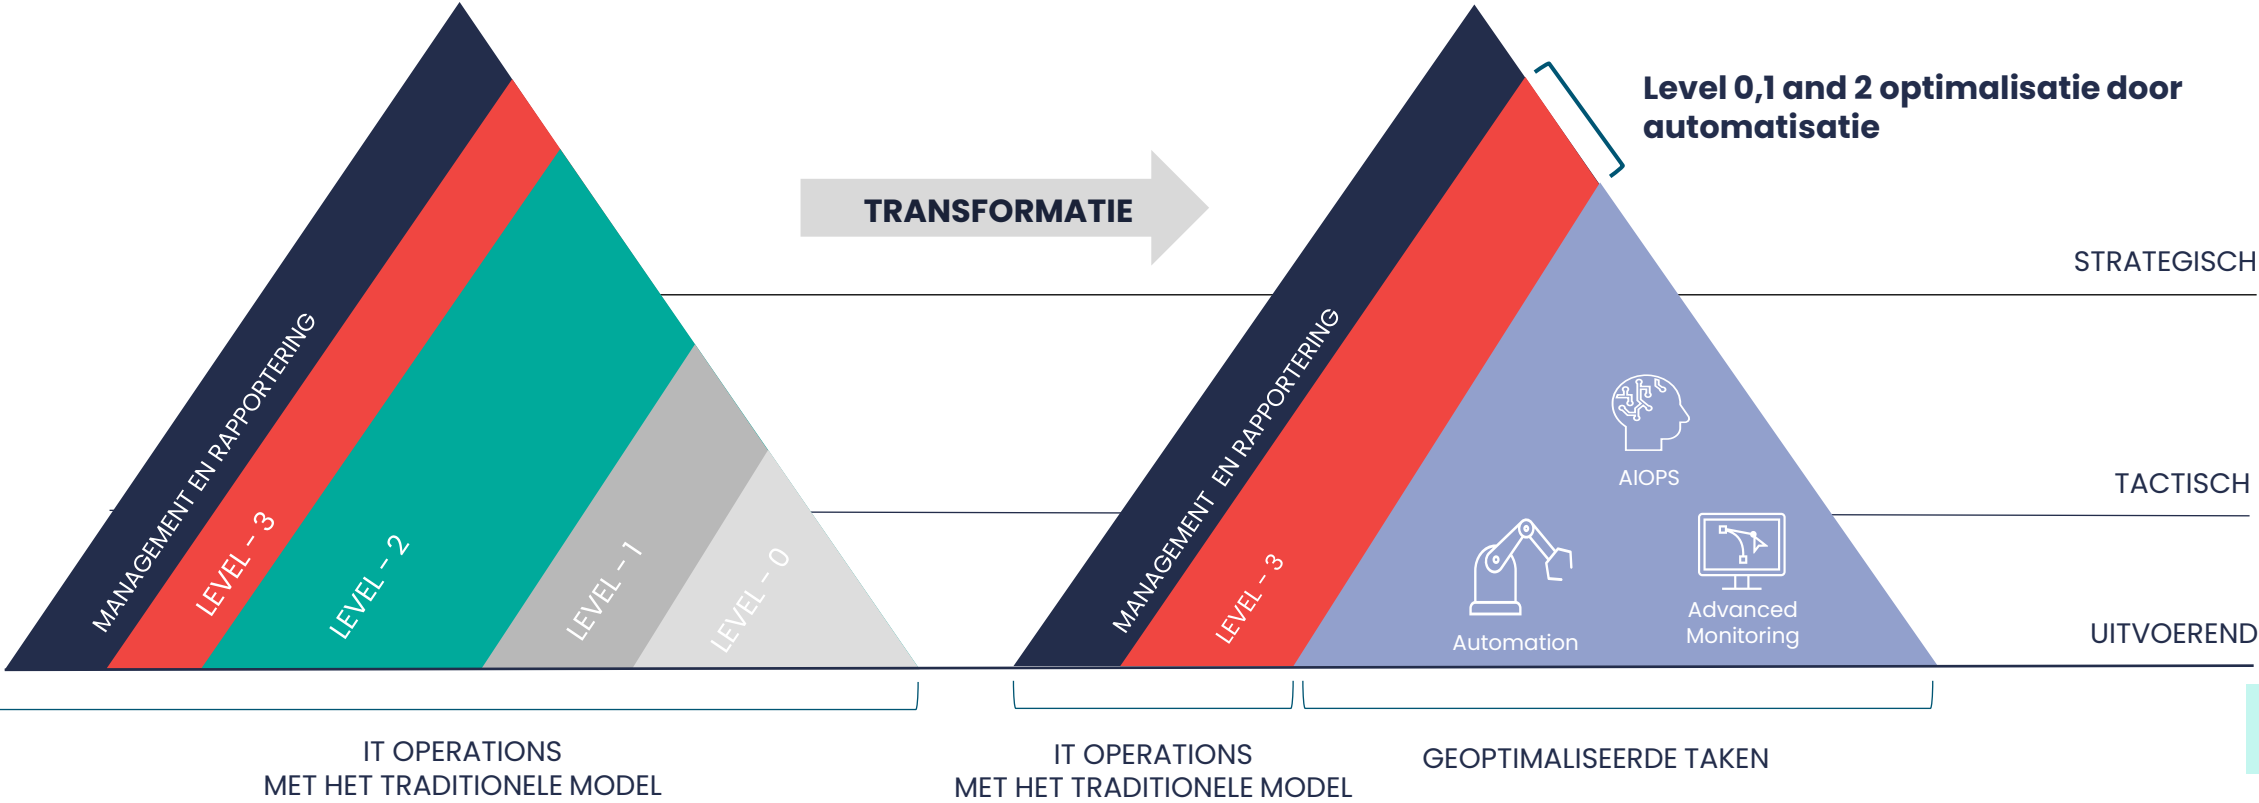 Level 0,1 and 2 optimalisatie door
automatisatie
TRANSFORMATIE
STRATEGISCH
TACTISCH
UITVOEREND
MANAGEMENT EN RAPPORTERING
LEVEL - 3
LEVEL - 2
LEVEL - 1
LEVEL - 0
MANAGEMENT EN RAPPORTERING
LEVEL - 3
AIOPS
Automation
Advanced
Monitoring
IT OPERATIONS
MET HET TRADITIONELE MODEL
IT OPERATIONS
MET HET TRADITIONELE MODEL
GEOPTIMALISEERDE TAKEN